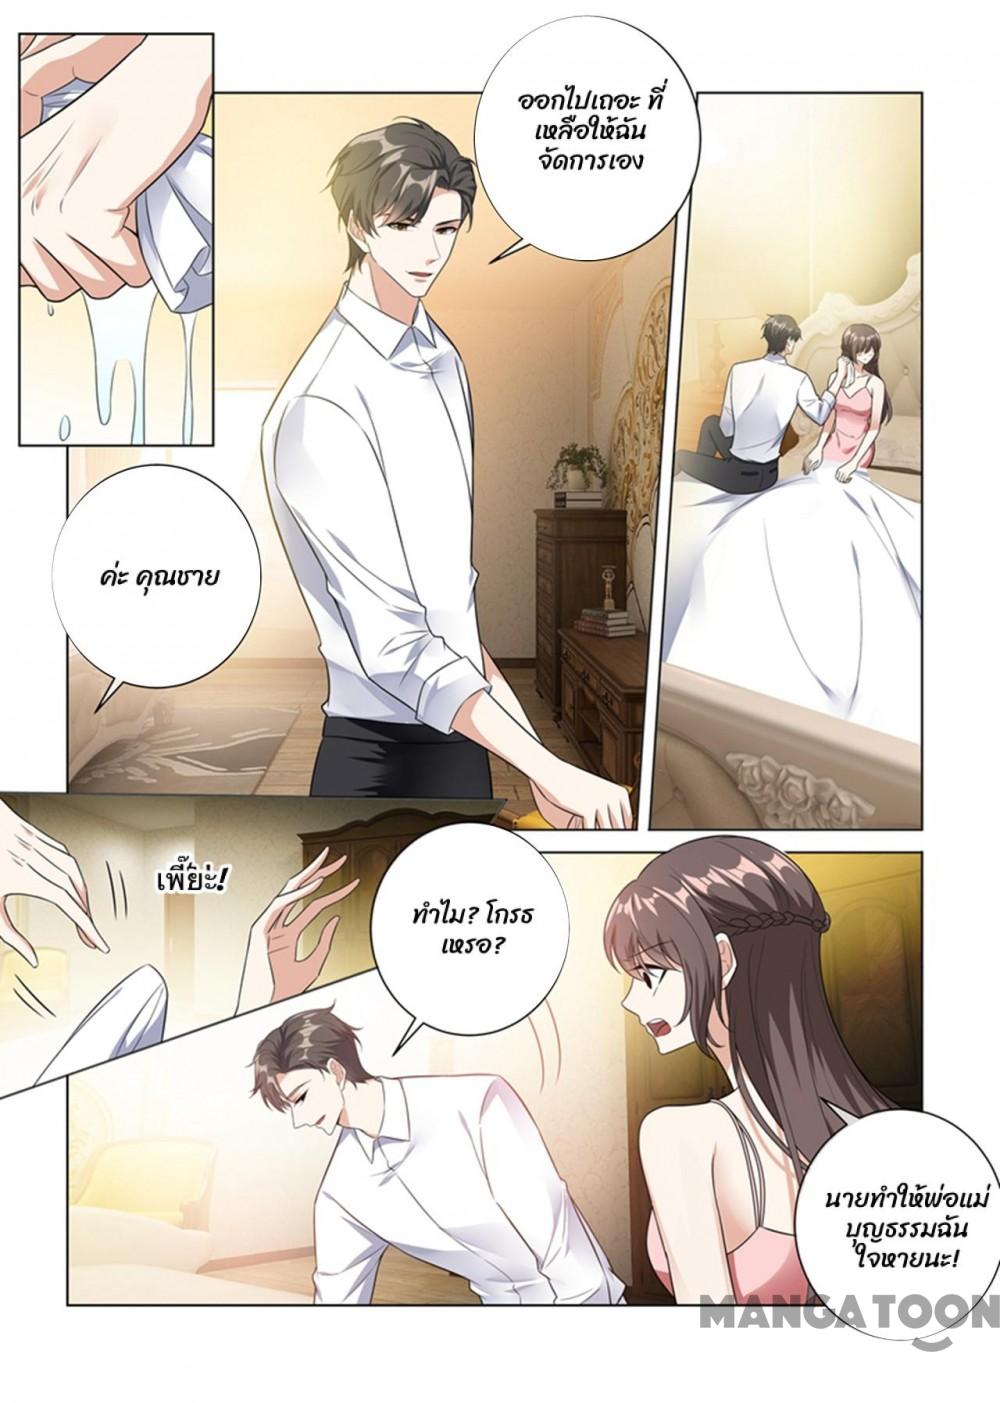 ออกไปเถอะ ที่
เหลือให้ฉัน
จัดการเอง
ค่ะ คุณชาย
เพี๊ยะ!
ทำไม? โกรธ
เหรอ?
นายทำให้พ่อแม่
บุญธรรมฉัน
ใจหายนะ!
MANGATOON